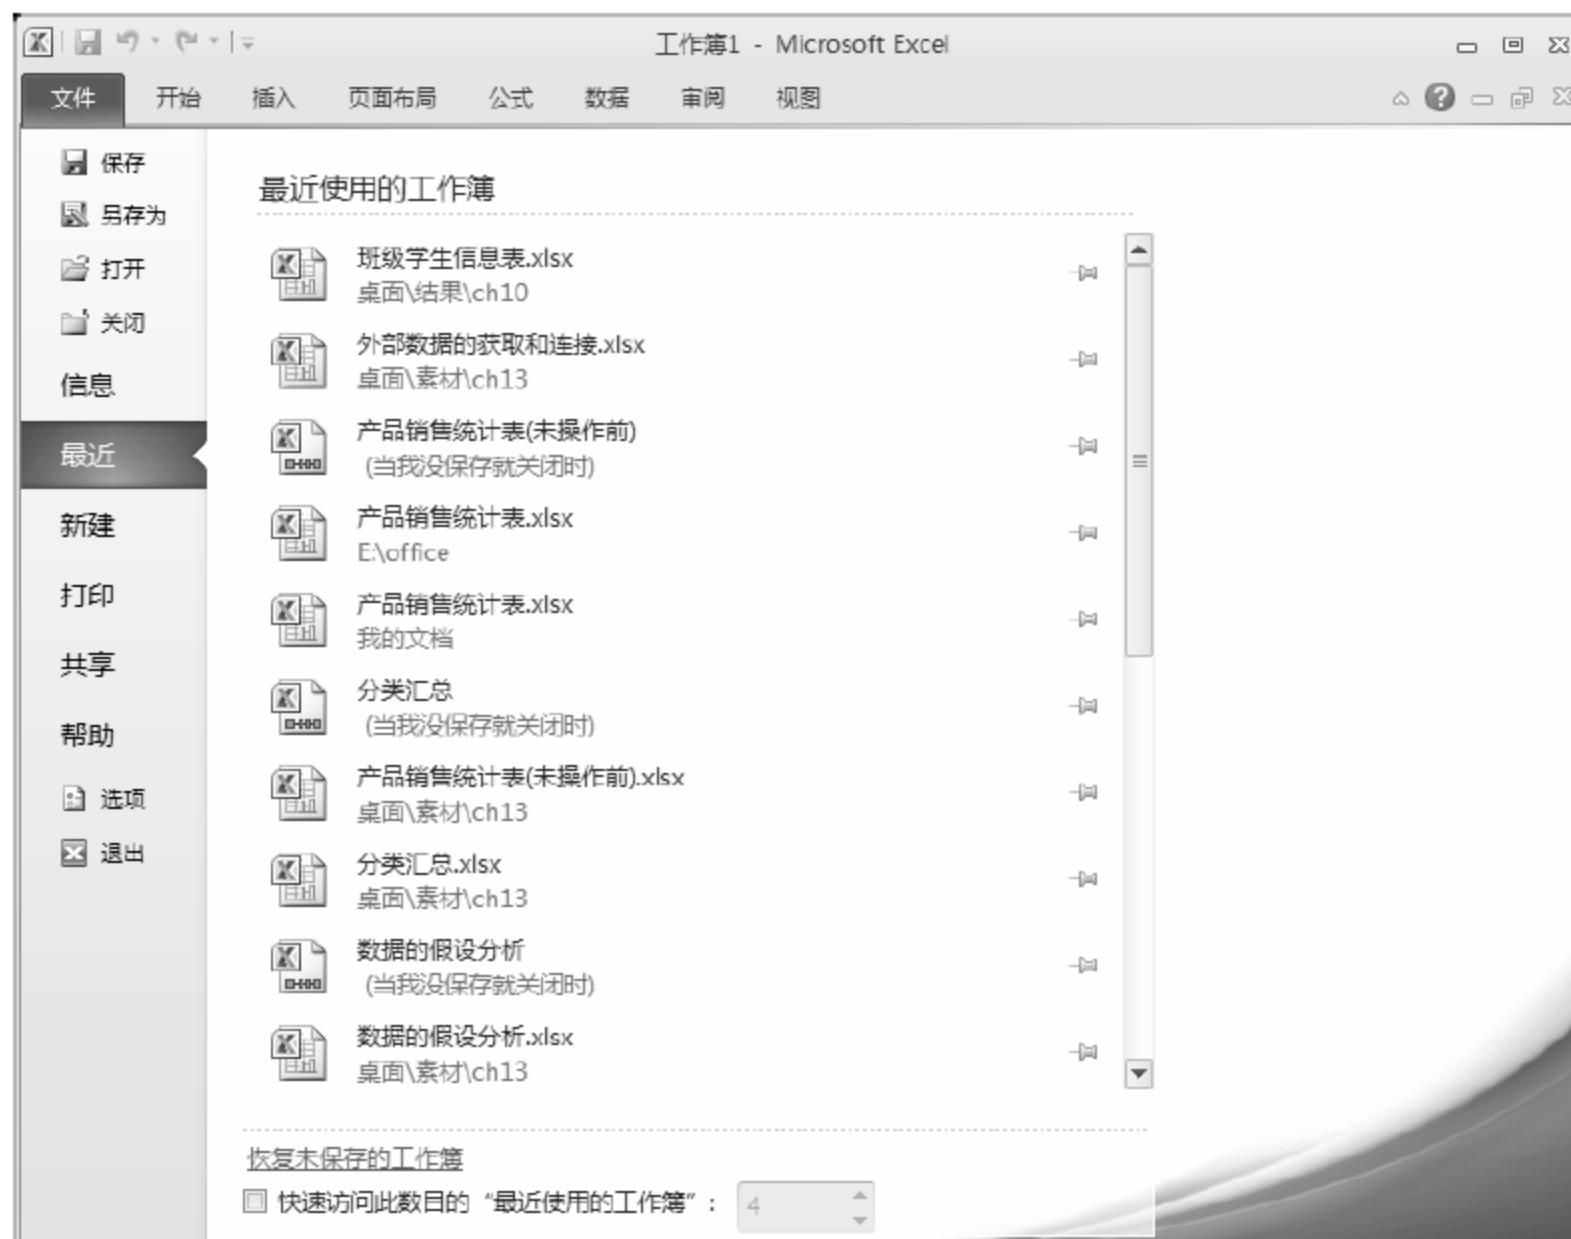 工作簿1 - Microsoft Excel
文件 开始 插入 页面布局 公式 数据 审阅 视图
保存
另存为
打开
关闭
信息
最近
新建
打印
共享
帮助
选项
退出
最近使用的工作簿
班级学生信息表.xlsx
桌面\结果\ch10
外部数据的获取和连接.xlsx
桌面\素材\ch13
产品销售统计表(未操作前)
(当我没保存就关闭时)
产品销售统计表.xlsx
E:\office
产品销售统计表.xlsx
我的文档
分类汇总
(当我没保存就关闭时)
产品销售统计表(未操作前).xlsx
桌面\素材\ch13
分类汇总.xlsx
桌面\素材\ch13
数据的假设分析
(当我没保存就关闭时)
数据的假设分析.xlsx
桌面\素材\ch13
恢复未保存的工作簿
快速访问此数目的“最近使用的工作簿”: 4